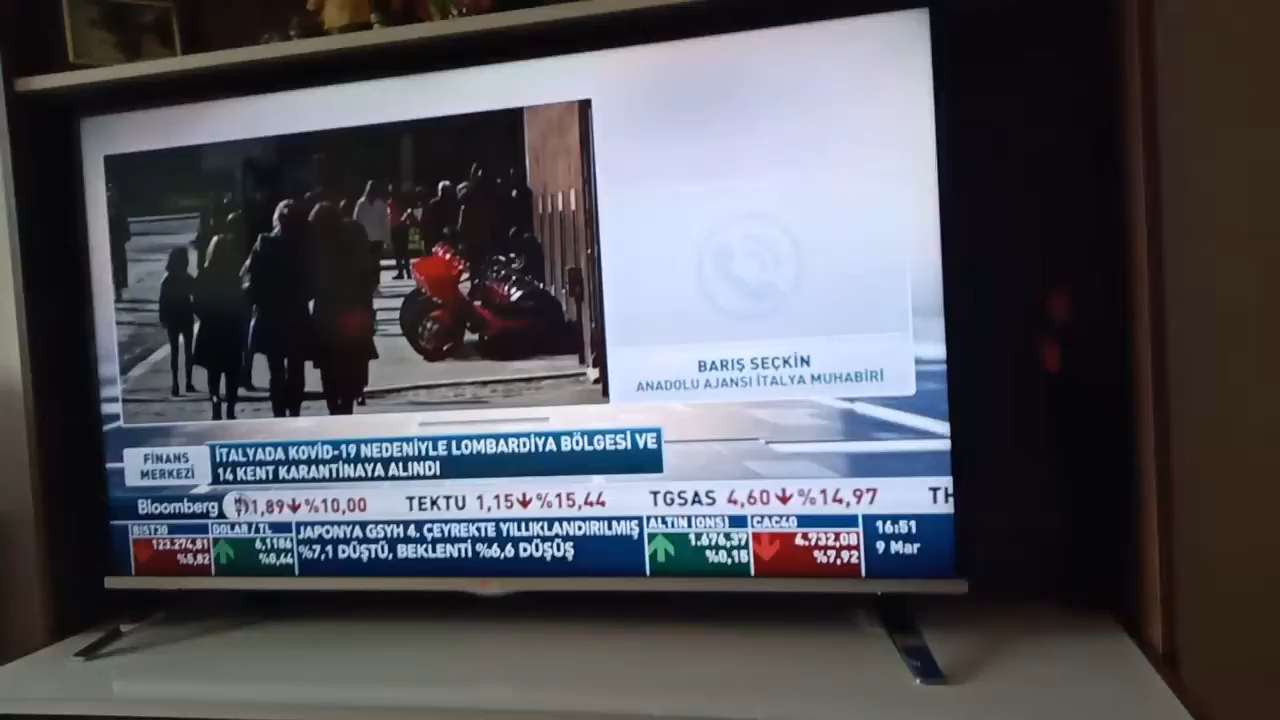 BARIŞ SEÇKİN
ANADOLU AJANSI İTALYA MUHABİRİ
FİNANS
MERKEZİ
İTALYADA KOVİD-19 NEDENİYLE LOMBARDİYA BÖLGESİ VE
14 KENT KARANTİNAYA ALINDI
Bloomberg
1,89 %10,00 TEKTU 1,15 %15,44 TGSAS 4,60 %14,97 TH
BIST30
123.274,81
%5,82
DOLAR / TL
6,1186
%0,44
JAPONYA GSYH 4. ÇEYREKTE YILLIKLANDIRILMIŞ
%7,1 DÜŞTÜ, BEKLENTİ %6,6 DÜŞÜŞ
ALTIN (ONS)
1.676,37
%0,15
CAC40
4.732,08
%7,92
16:51
9 Mar